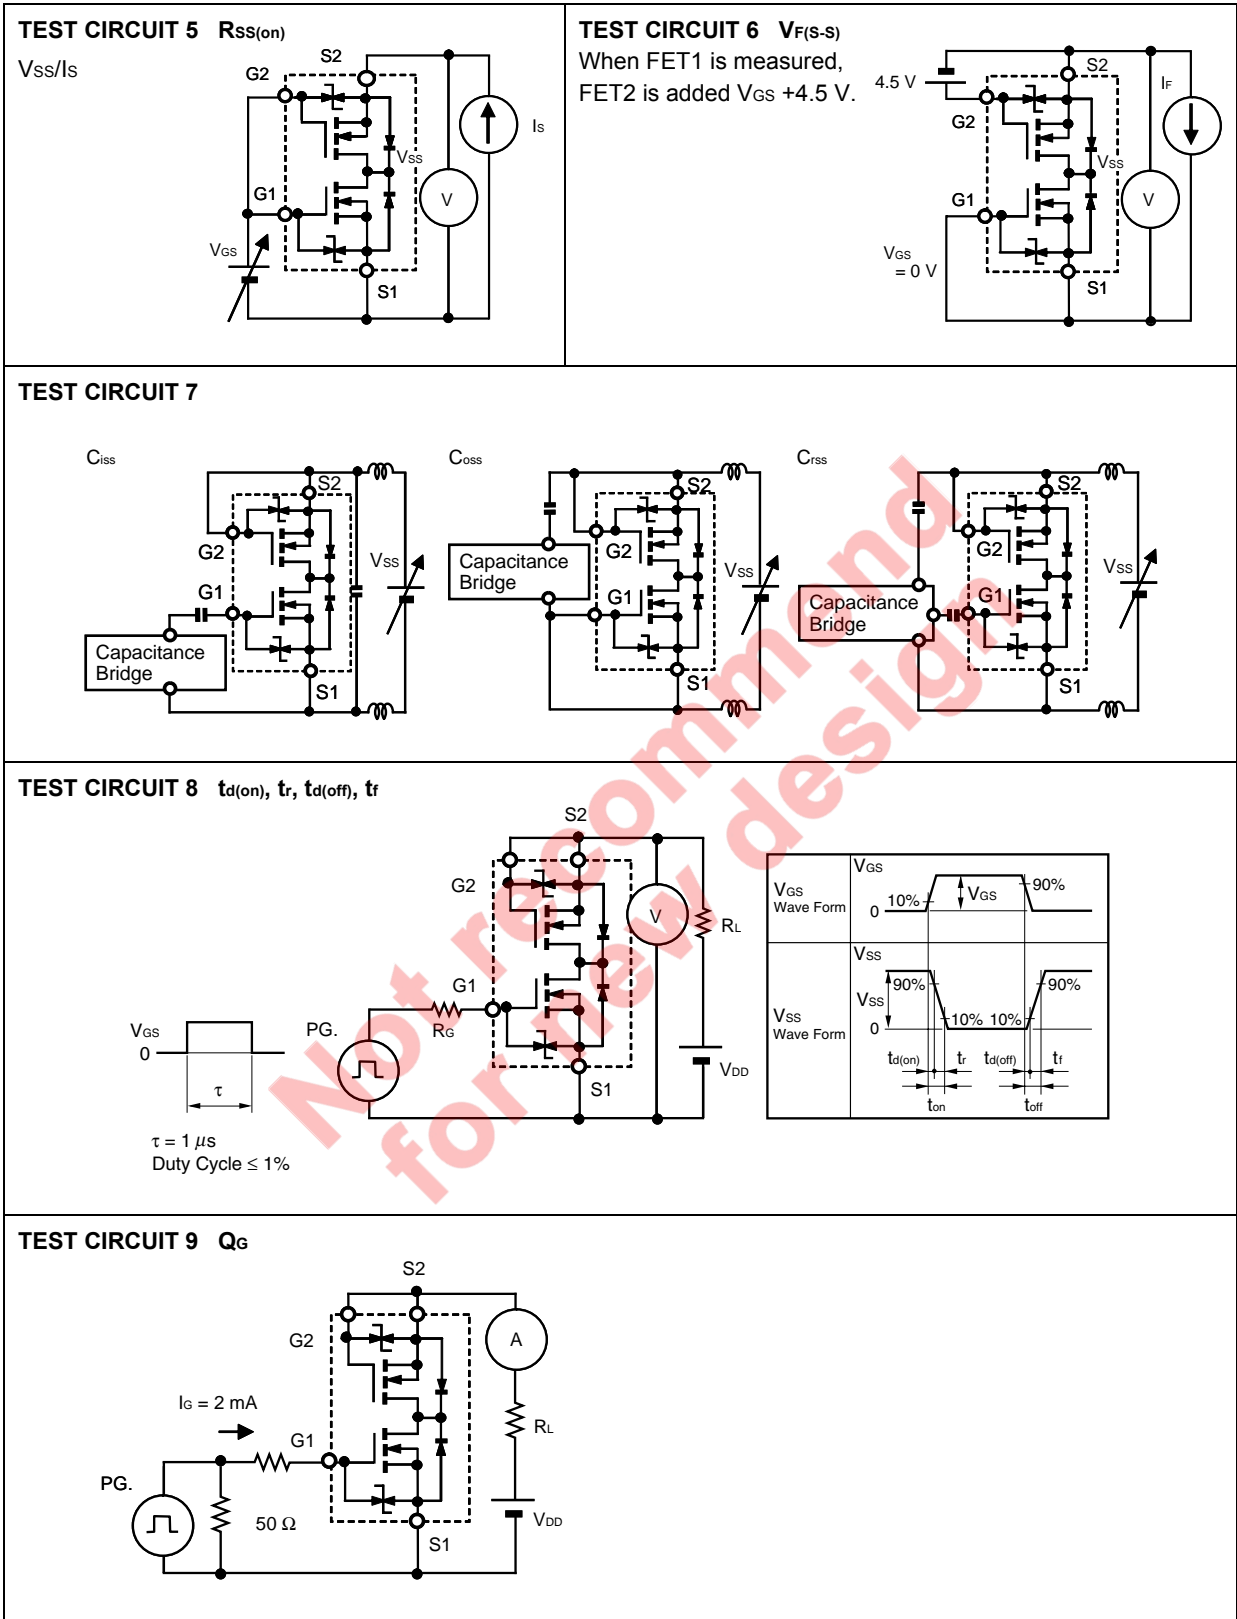 TEST CIRCUIT 5 RSS(on)
VSS/IS
S2
G2
IS
VSS
G1
V
VGS
S1
TEST CIRCUIT 6 VF(S-S)
When FET1 is measured,
FET2 is added VGS +4.5 V.
4.5 V
S2
IF
G2
VSS
G1
V
VGS
= 0 V
S1
TEST CIRCUIT 7
Ciss
S2
G2
VSS
G1
Capacitance
Bridge
S1
Coss
S2
G2
Capacitance
Bridge
VSS
G1
S1
Crss
S2
G2
VSS
G1
Capacitance
Bridge
S1
TEST CIRCUIT 8 td(on), tr, td(off), tf
S2
G2
V
RL
G1
RG
PG.
VGS
0
τ
VDD
S1
τ = 1 μs
Duty Cycle ≤ 1%
VGS
Wave Form
VGS
10%
0
VGS
90%
VSS
Wave Form
VSS
90%
90%
VSS
10% 10%
0
td(on) tr td(off) tf
ton toff
TEST CIRCUIT 9 QG
S2
G2
A
IG = 2 mA
RL
G1
PG.
50 Ω
VDD
S1
Not recommend
for new design